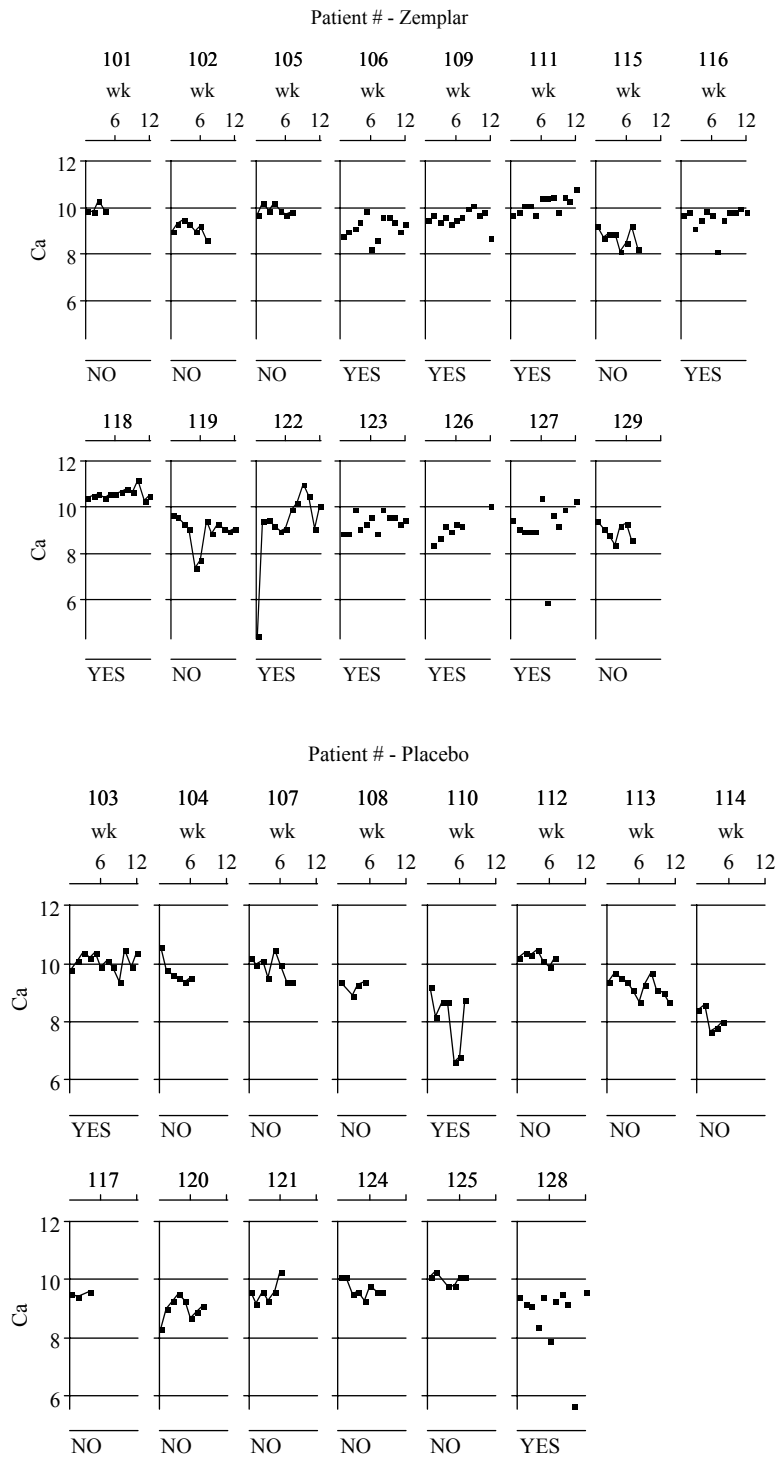 Patient # - Zemplar
101 102 105 106 109 111 115 116
wk wk wk wk wk wk wk wk
6 12 6 12 6 12 6 12 6 12 6 12 6 12 6 12
12
10
8
6
Ca
NO NO NO YES YES YES NO YES
118 119 122 123 126 127 129
12
10
8
6
Ca
YES NO YES YES YES YES NO
Patient # - Placebo
103 104 107 108 110 112 113 114
wk wk wk wk wk wk wk wk
6 12 6 12 6 12 6 12 6 12 6 12 6 12 6 12
12
10
8
6
Ca
YES NO NO NO YES NO NO NO
117 120 121 124 125 128
12
10
8
6
Ca
NO NO NO NO NO YES